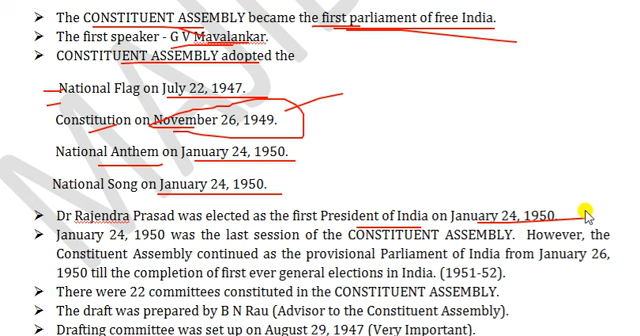 ➢ The CONSTITUENT ASSEMBLY became the first parliament of free India.
➢ The first speaker - G V Mavalankar.
➢ CONSTITUENT ASSEMBLY adopted the
National Flag on July 22, 1947.
Constitution on November 26, 1949.
National Anthem on January 24, 1950.
National Song on January 24, 1950.
➢ Dr Rajendra Prasad was elected as the first President of India on January 24, 1950.
➢ January 24, 1950 was the last session of the CONSTITUENT ASSEMBLY. However, the
Constituent Assembly continued as the provisional Parliament of India from January 26,
1950 till the completion of first ever general elections in India. (1951-52).
➢ There were 22 committees constituted in the CONSTITUENT ASSEMBLY.
➢ The draft was prepared by B N Rau (Advisor to the Constituent Assembly).
➢ Drafting committee was set up on August 29, 1947 (Very Important).